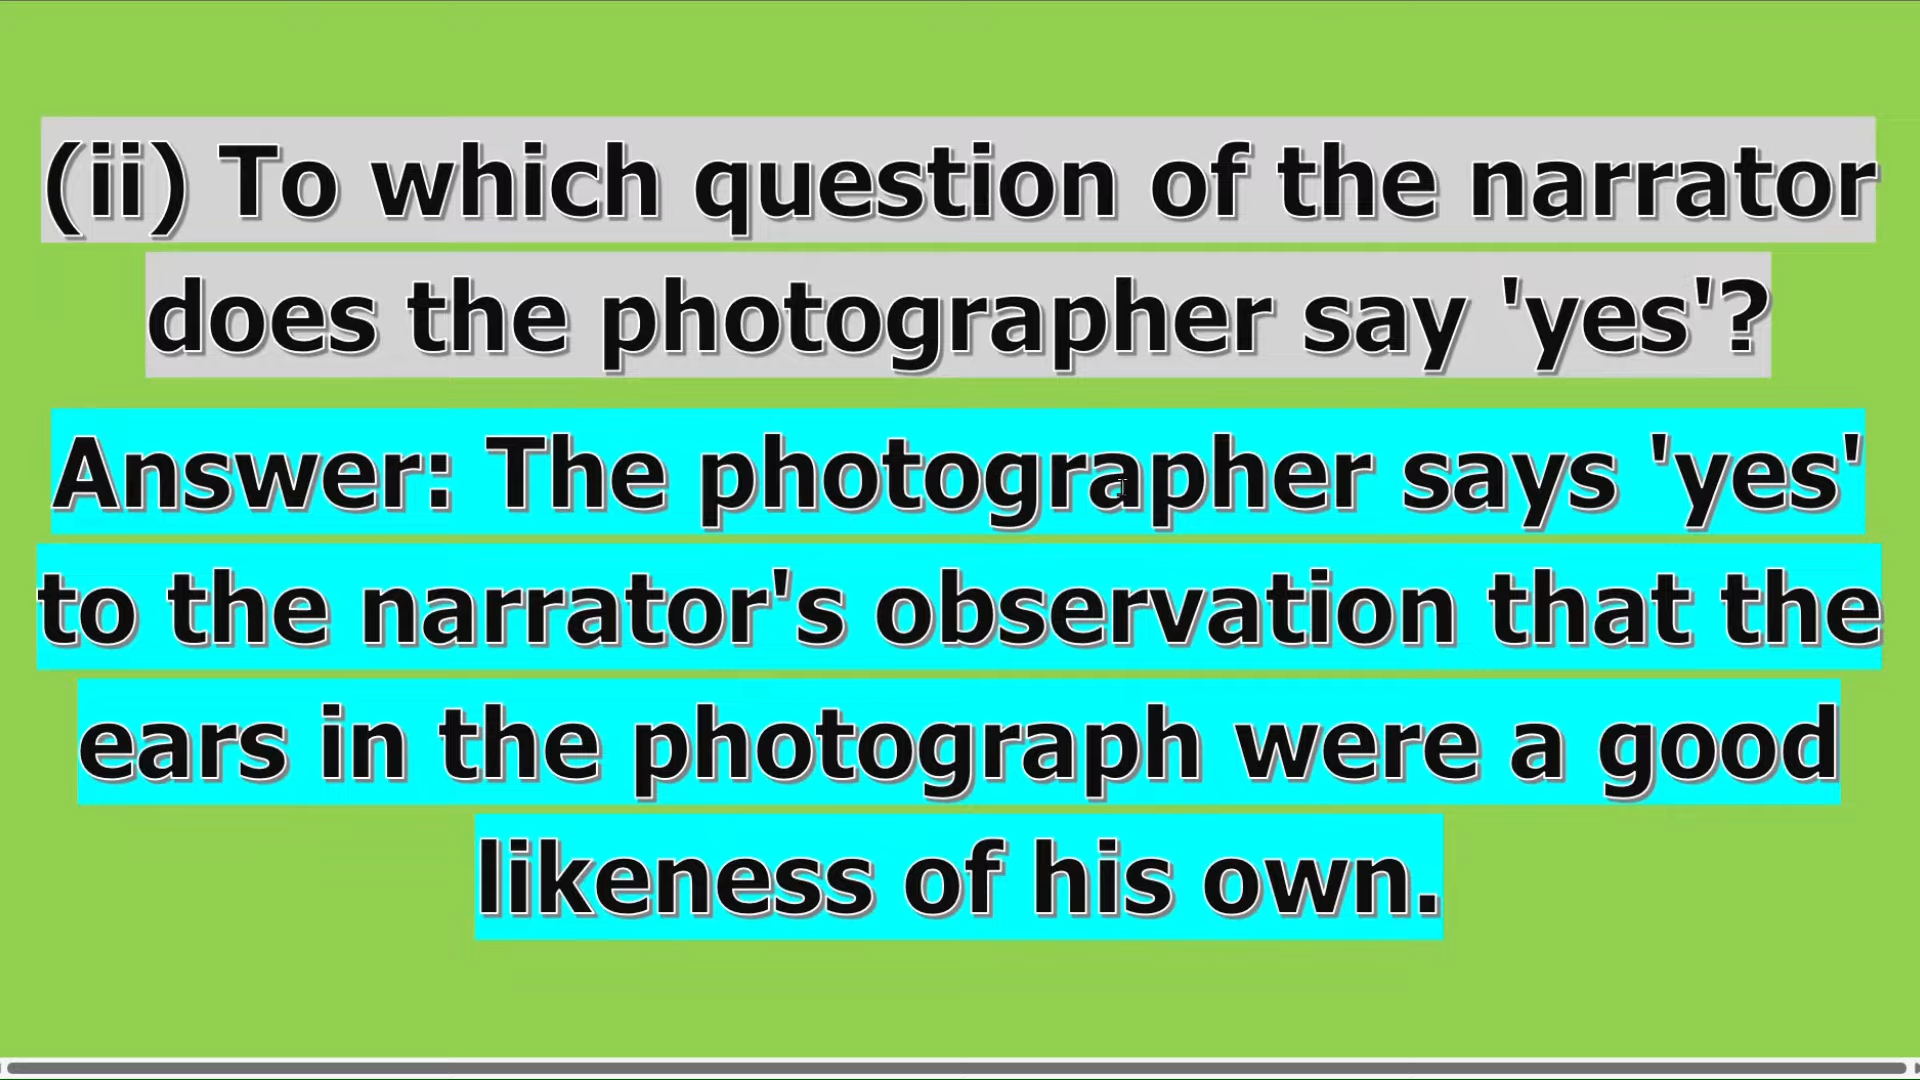 (ii) To which question of the narrator
does the photographer say 'yes'?
Answer: The photographer says 'yes'
to the narrator's observation that the
ears in the photograph were a good
likeness of his own.